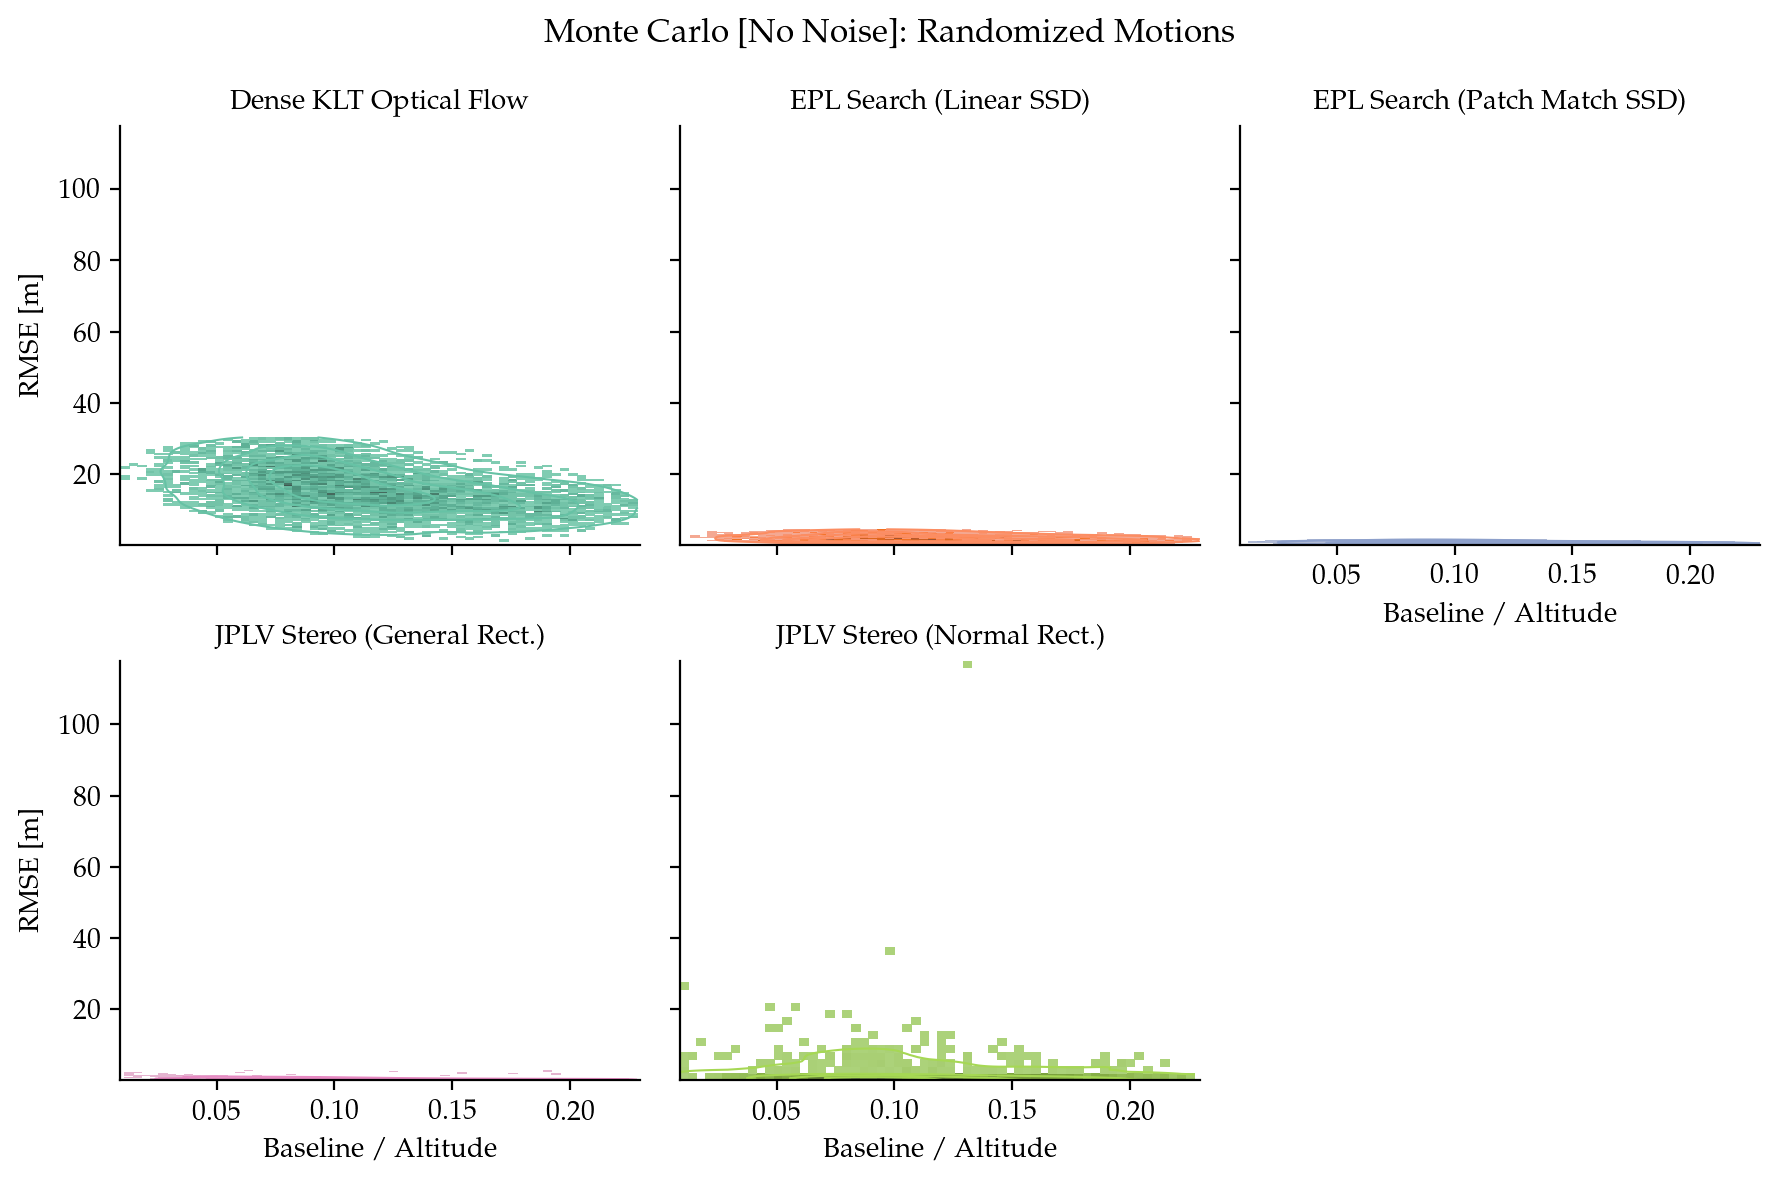 Monte Carlo [No Noise]: Randomized Motions
Dense KLT Optical Flow
EPL Search (Linear SSD)
EPL Search (Patch Match SSD)
100
80
60
40
20
RMSE [m]
0.05 0.10 0.15 0.20
Baseline / Altitude
JPLV Stereo (General Rect.)
JPLV Stereo (Normal Rect.)
100
80
60
40
20
RMSE [m]
0.05 0.10 0.15 0.20
Baseline / Altitude
0.05 0.10 0.15 0.20
Baseline / Altitude